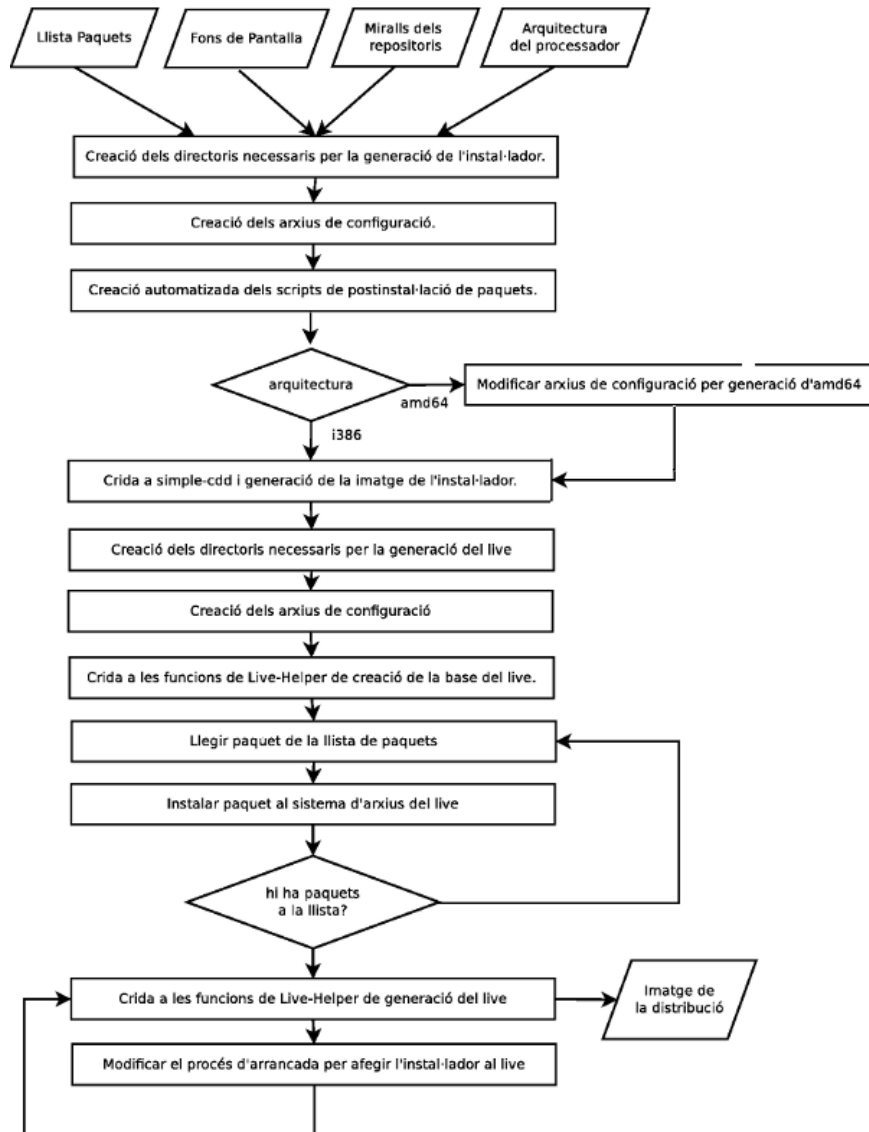 Llista Paquets
Fons de Pantalla
Miralls dels
repositoris
Arquitectura
del processador
Creació dels directoris necessaris per la generació de l'instal·lador.
Creació dels arxius de configuració.
Creació automatizada dels scripts de postinstal·lació de paquets.
arquitectura
amd64
Modificar arxius de configuració per generació d'amd64
i386
Crida a simple-cdd i generació de la imatge de l'instal·lador.
Creació dels directoris necessaris per la generació del live
Creació dels arxius de configuració
Crida a les funcions de Live-Helper de creació de la base del live.
Llegir paquet de la llista de paquets
Instalar paquet al sistema d'arxius del live
hi ha paquets
a la llista?
Crida a les funcions de Live-Helper de generació del live
Imatge de
la distribució
Modificar el procés d'arrancada per afegir l'instal·lador al live